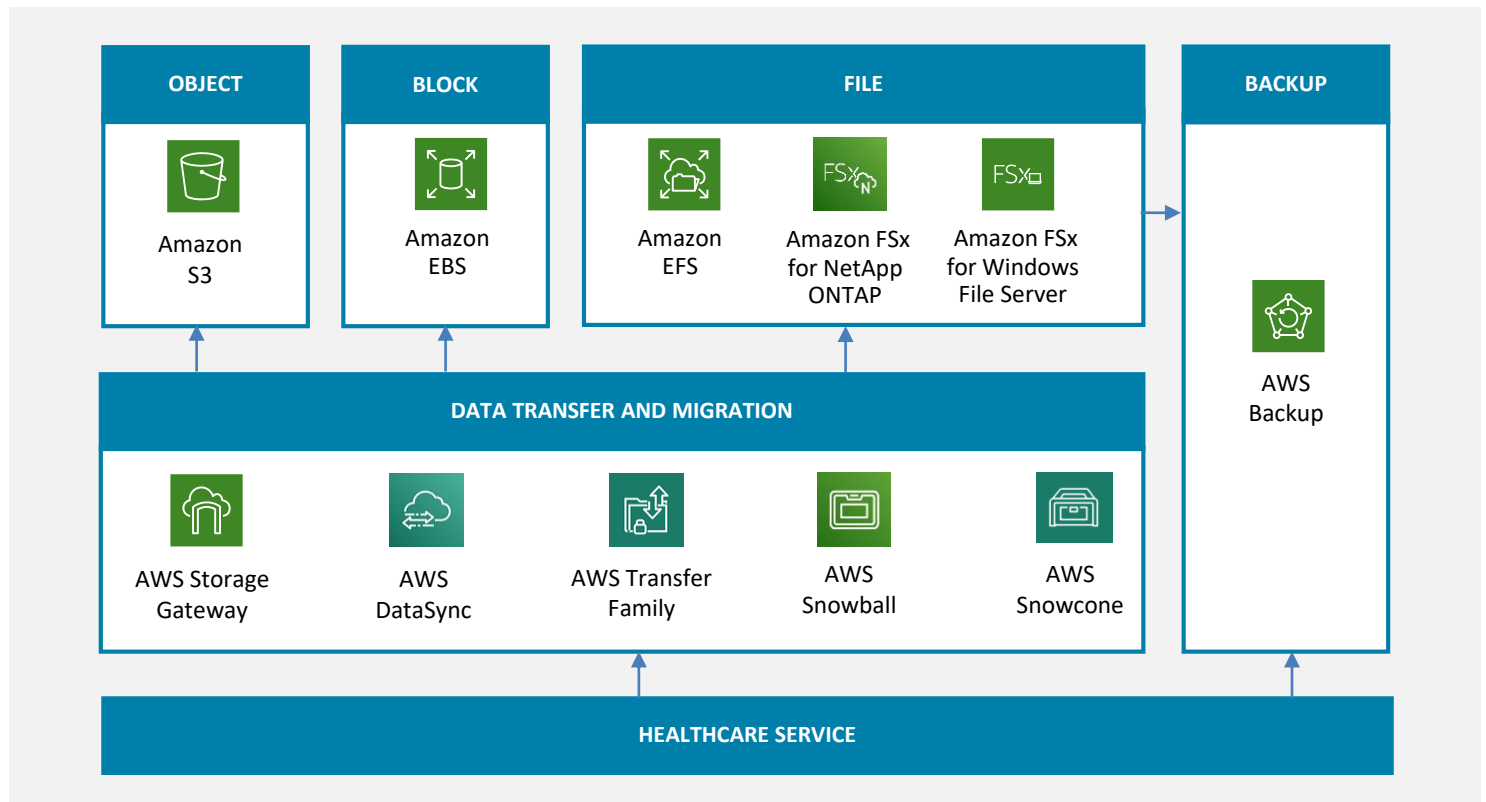 OBJECT
Amazon
S3
BLOCK
Amazon
EBS
FILE
FSx
N
FSx
Amazon
EFS
Amazon FSx
for NetApp
ONTAP
Amazon FSx
for Windows
File Server
BACKUP
AWS
Backup
DATA TRANSFER AND MIGRATION
AWS Storage
Gateway
AWS
DataSync
AWS Transfer
Family
AWS
Snowball
AWS
Snowcone
HEALTHCARE SERVICE